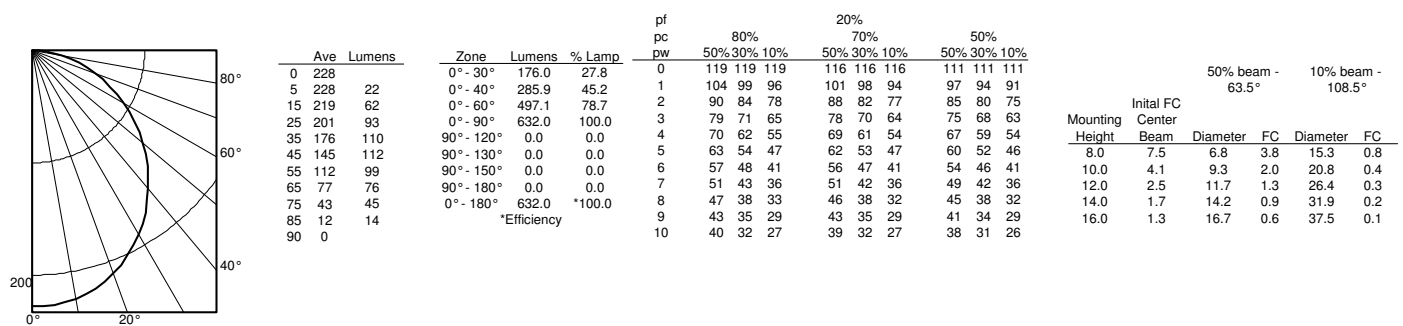 80°
60°
40°
200
0° 20°
Ave Lumens
0 228
5 228 22
15 219 62
25 201 93
35 176 110
45 145 112
55 112 99
65 77 76
75 43 45
85 12 14
90 0
Zone Lumens % Lamp
0° - 30° 176.0 27.8
0° - 40° 285.9 45.2
0° - 60° 497.1 78.7
0° - 90° 632.0 100.0
90° - 120° 0.0 0.0
90° - 130° 0.0 0.0
90° - 150° 0.0 0.0
90° - 180° 0.0 0.0
0° - 180° 632.0 *100.0
*Efficiency
pf 20%
pc 80% 70% 50%
pw 50% 30% 10% 50% 30% 10% 50% 30% 10%
0 119 119 119 116 116 116 111 111 111
1 104 99 96 101 98 94 97 94 91
2 90 84 78 88 82 77 85 80 75
3 79 71 65 78 70 64 75 68 63
4 70 62 55 69 61 54 67 59 54
5 63 54 47 62 53 47 60 52 46
6 57 48 41 56 47 41 54 46 41
7 51 43 36 51 42 36 49 42 36
8 47 38 33 46 38 32 45 38 32
9 43 35 29 43 35 29 41 34 29
10 40 32 27 39 32 27 38 31 26
50% beam - 10% beam -
63.5° 108.5°
Inital FC
Mounting Center
Height Beam Diameter FC Diameter FC
8.0 7.5 6.8 3.8 15.3 0.8
10.0 4.1 9.3 2.0 20.8 0.4
12.0 2.5 11.7 1.3 26.4 0.3
14.0 1.7 14.2 0.9 31.9 0.2
16.0 1.3 16.7 0.6 37.5 0.1